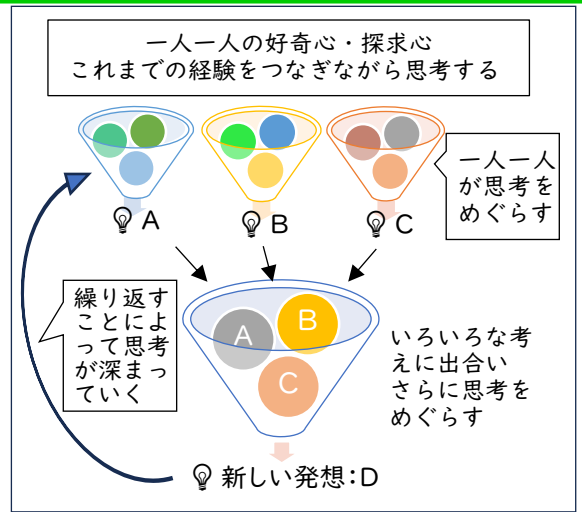 一人一人の好奇心・探求心
これまでの経験をつなぎながら思考する
一人一人
が思考を
めぐらす
A
B
C
繰り返す
ことによ
って思考
が深まっ
ていく
A
B
C
いろいろな考
えに出合い
さらに思考を
めぐらす
新しい発想:D